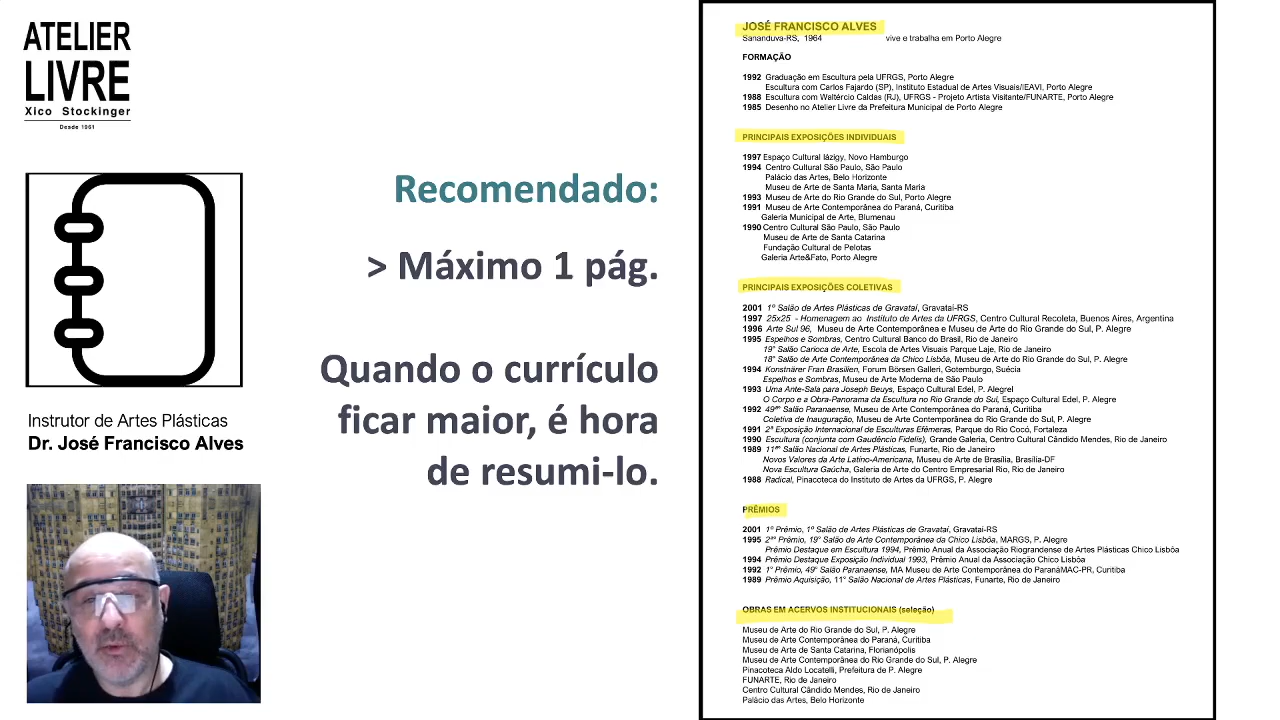 ATELIER
LIVRE
Xico Stockinger
Desde 1961
Instrutor de Artes Plásticas
Dr. José Francisco Alves
Recomendado:
> Máximo 1 pág.
Quando o currículo
ficar maior, é hora
de resumi-lo.
JOSÉ FRANCISCO ALVES
Sananduva-RS, 1964 vive e trabalha em Porto Alegre
FORMAÇÃO
1992 Graduação em Escultura pela UFRGS, Porto Alegre
Escultura com Carlos Fajardo (SP), Instituto Estadual de Artes Visuais/IEAVI, Porto Alegre
1988 Escultura com Waltércio Caldas (RJ), UFRGS - Projeto Artista Visitante/FUNARTE, Porto Alegre
1985 Desenho no Atelier Livre da Prefeitura Municipal de Porto Alegre
PRINCIPAIS EXPOSIÇÕES INDIVIDUAIS
1997 Espaço Cultural Iázigy, Novo Hamburgo
1994 Centro Cultural São Paulo, São Paulo
Palácio das Artes, Belo Horizonte
Museu de Arte de Santa Maria, Santa Maria
1993 Museu de Arte do Rio Grande do Sul, Porto Alegre
1991 Museu de Arte Contemporânea do Paraná, Curitiba
Galeria Municipal de Arte, Blumenau
1990 Centro Cultural São Paulo, São Paulo
Museu de Arte de Santa Catarina
Fundação Cultural de Pelotas
Galeria Arte&Fato, Porto Alegre
PRINCIPAIS EXPOSIÇÕES COLETIVAS
2001 1º Salão de Artes Plásticas de Gravataí, Gravataí-RS
1997 25x25 - Homenagem ao Instituto de Artes da UFRGS, Centro Cultural Recoleta, Buenos Aires, Argentina
1996 Arte Sul 96, Museu de Arte Contemporânea e Museu de Arte do Rio Grande do Sul, P. Alegre
1995 Espelhos e Sombras, Centro Cultural Banco do Brasil, Rio de Janeiro
19° Salão Carioca de Arte, Escola de Artes Visuais Parque Laje, Rio de Janeiro
18° Salão de Arte Contemporânea da Chico Lisbôa, Museu de Arte do Rio Grande do Sul, P. Alegre
1994 Konstnärer Fran Brasilien, Forum Börsen Galleri, Gotemburgo, Suécia
Espelhos e Sombras, Museu de Arte Moderna de São Paulo
1993 Uma Ante-Sala para Joseph Beuys, Espaço Cultural Edel, P. Alegrel
O Corpo e a Obra-Panorama da Escultura no Rio Grande do Sul, Espaço Cultural Edel, P. Alegre
1992 49º Salão Paranaense, Museu de Arte Contemporânea do Paraná, Curitiba
Coletiva de Inauguração, Museu de Arte Contemporânea do Rio Grande do Sul, P. Alegre
1991 2ª Exposição Internacional de Esculturas Efêmeras, Parque do Rio Cocó, Fortaleza
1990 Escultura (conjunta com Gaudêncio Fidelis), Grande Galeria, Centro Cultural Cândido Mendes, Rio de Janeiro
1989 11º Salão Nacional de Artes Plásticas, Funarte, Rio de Janeiro
Novos Valores da Arte Latino-Americana, Museu de Arte de Brasília, Brasília-DF
Nova Escultura Gaúcha, Galeria de Arte do Centro Empresarial Rio, Rio de Janeiro
1988 Radical, Pinacoteca do Instituto de Artes da UFRGS, P. Alegre
PRÊMIOS
2001 1º Prêmio, 1º Salão de Artes Plásticas de Gravataí, Gravataí-RS
1995 2º Prêmio, 19° Salão de Arte Contemporânea da Chico Lisbôa, MARGS, P. Alegre
Prêmio Destaque em Escultura 1994, Prêmio Anual da Associação Riograndense de Artes Plásticas Chico Lisbôa
1994 Prêmio Destaque Exposição Individual 1993, Prêmio Anual da Associação Chico Lisbôa
1992 1° Prêmio, 49° Salão Paranaense, MA Museu de Arte Contemporânea do ParanáMAC-PR, Curitiba
1989 Prêmio Aquisição, 11° Salão Nacional de Artes Plásticas, Funarte, Rio de Janeiro
OBRAS EM ACERVOS INSTITUCIONAIS (seleção)
Museu de Arte do Rio Grande do Sul, P. Alegre
Museu de Arte Contemporânea do Paraná, Curitiba
Museu de Arte de Santa Catarina, Florianópolis
Museu de Arte Contemporânea do Rio Grande do Sul, P. Alegre
Pinacoteca Aldo Locatelli, Prefeitura de P. Alegre
FUNARTE, Rio de Janeiro
Centro Cultural Cândido Mendes, Rio de Janeiro
Palácio das Artes, Belo Horizonte